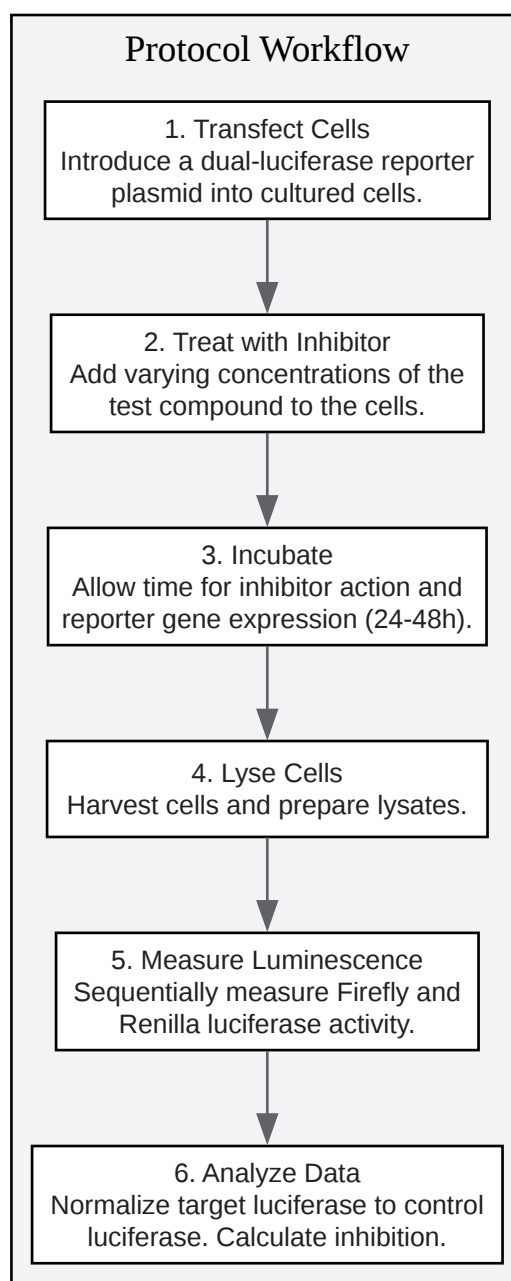 Protocol Workflow
1. Transfect Cells
Introduce a dual-luciferase reporter
plasmid into cultured cells.
2. Treat with Inhibitor
Add varying concentrations of the
test compound to the cells.
3. Incubate
Allow time for inhibitor action and
reporter gene expression (24-48h).
4. Lyse Cells
Harvest cells and prepare lysates.
5. Measure Luminescence
Sequentially measure Firefly and
Renilla luciferase activity.
6. Analyze Data
Normalize target luciferase to control
luciferase. Calculate inhibition.